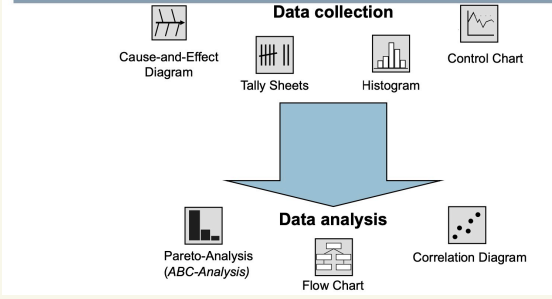 Data collection
Cause-and-Effect
Diagram
Tally Sheets
Histogram
Control Chart
Data analysis
Pareto-Analysis
(ABC-Analysis)
Flow Chart
Correlation Diagram